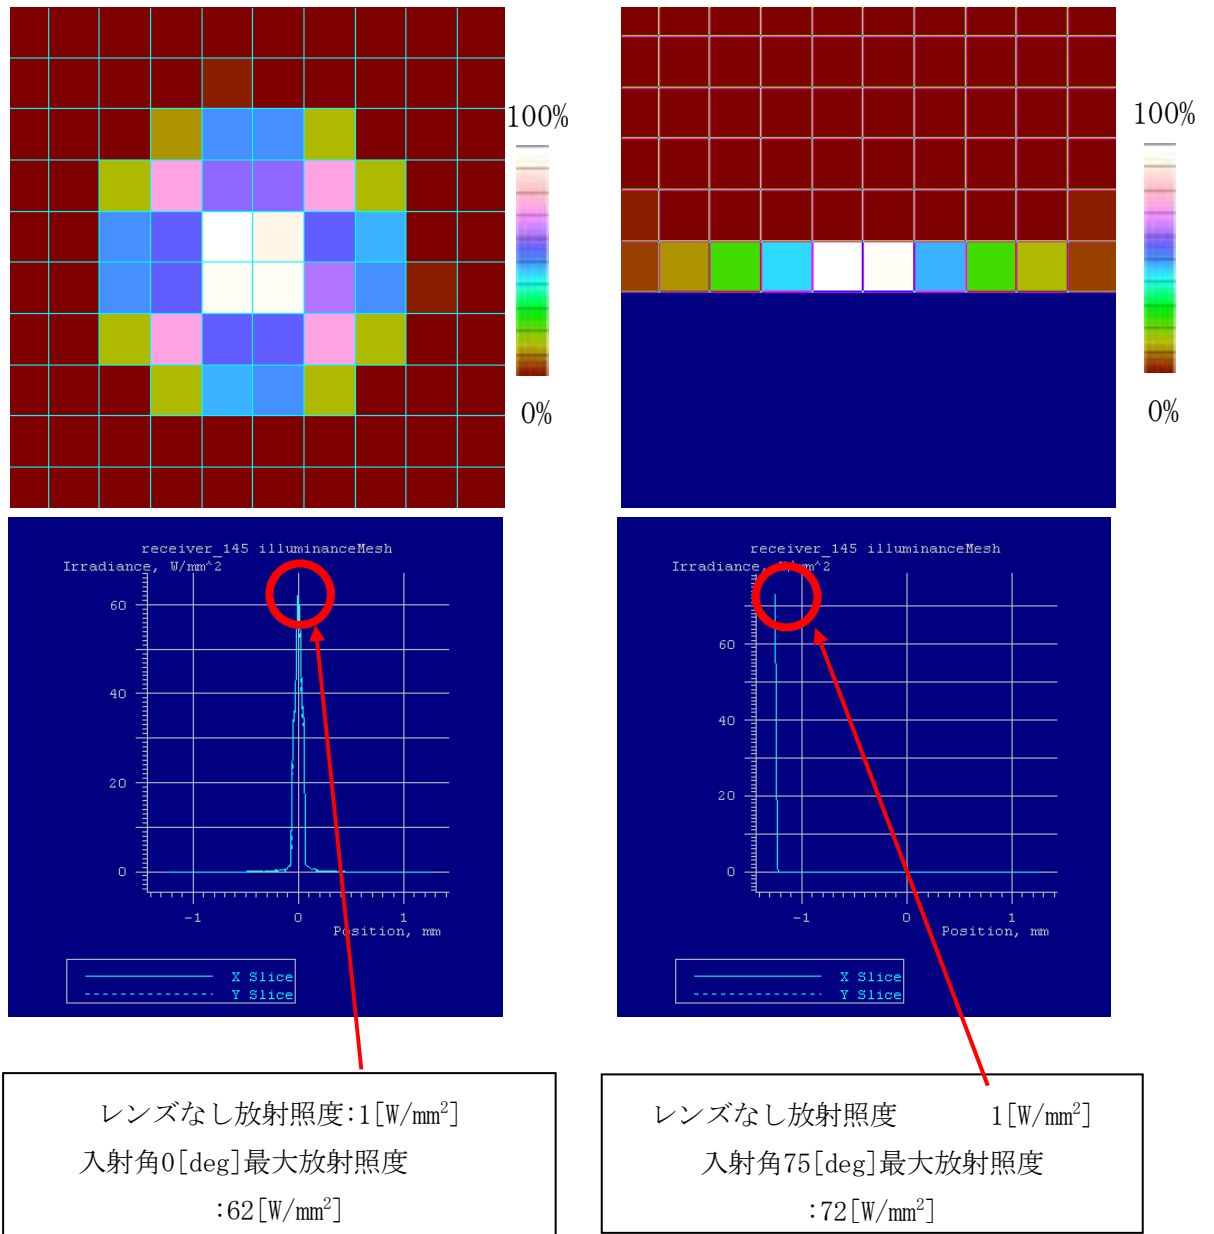 100%
0%
100%
0%
receiver_145 illuminanceMesh
Irradiance, W/mm^2
60
40
20
0
-1
0
1
Position, mm
X Slice
Y Slice
receiver_145 illuminanceMesh
Irradiance, /mm^2
60
40
20
0
-1
0
1
Position, mm
X Slice
Y Slice
レンズなし放射照度:1[W/mm²]
入射角0[deg]最大放射照度
:62[W/mm²]
レンズなし放射照度 1[W/mm²]
入射角75[deg]最大放射照度
:72[W/mm²]